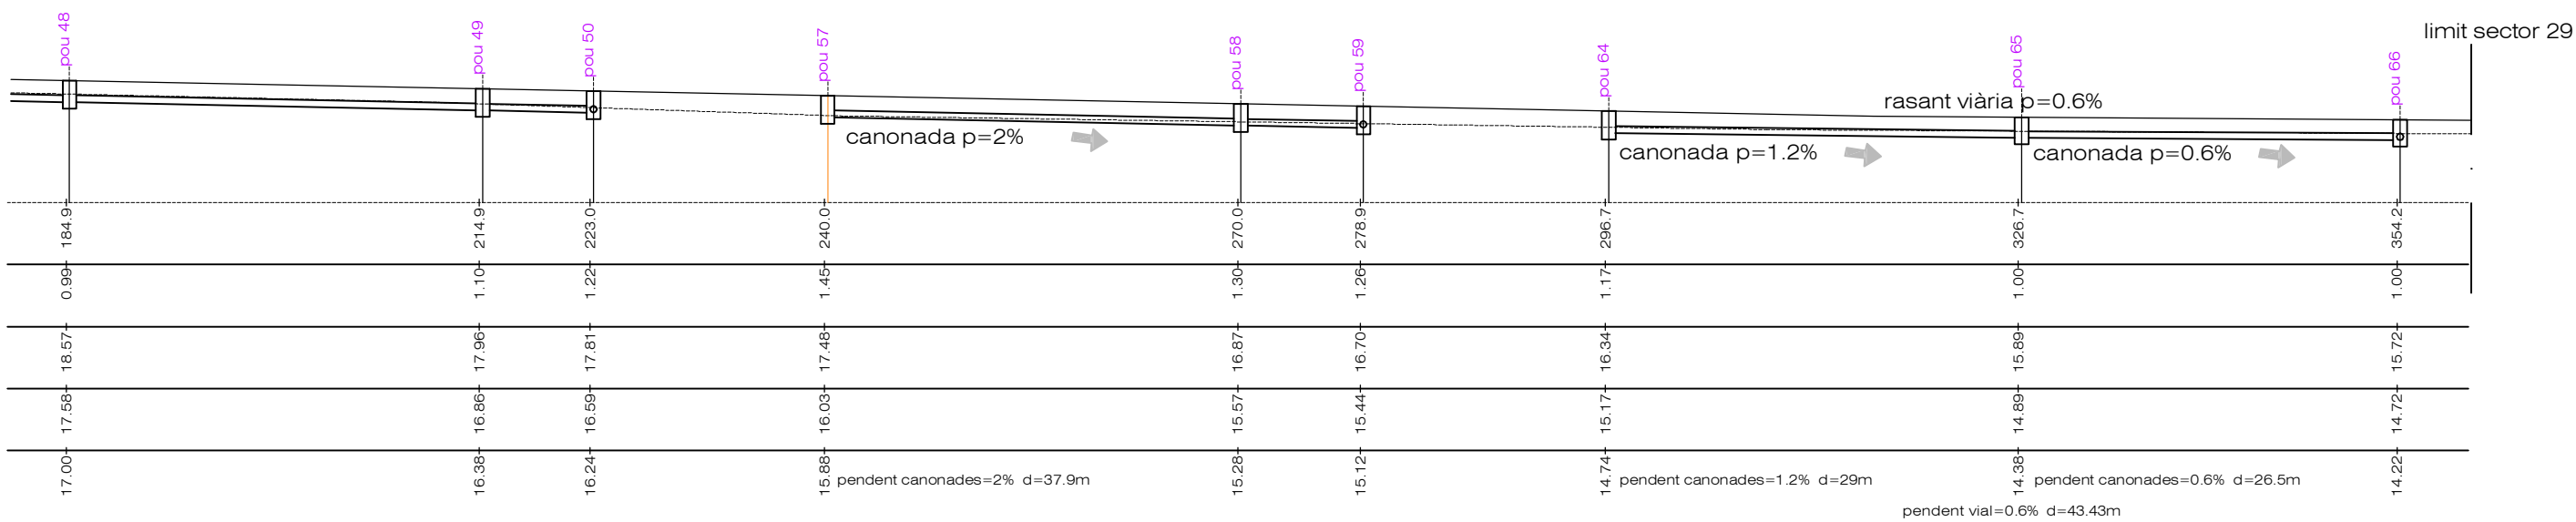 pou 48
pou 49
pou 50
pou 57
pou 58
pou 59
pou 64
pou 65
pou 66
limit sector 29
rasant viària p=0.6%
canonada p=2%
canonada p=1.2%
canonada p=0.6%
184.9 214.9 223.0 240.0 270.0 278.9 296.7 326.7 354.2
0.99 1.10 1.22 1.45 1.30 1.26 1.17 1.00 1.00
18.57 17.96 17.81 17.48 16.87 16.70 16.34 15.89 15.72
17.58 16.86 16.59 16.03 15.57 15.44 15.17 14.89 14.72
17.00 16.38 16.24 15.88 15.28 15.12 14.74 14.38 14.22
pendent canonades=2% d=37.9m
pendent canonades=1.2% d=29m
pendent canonades=0.6% d=26.5m
pendent vial=0.6% d=43.43m